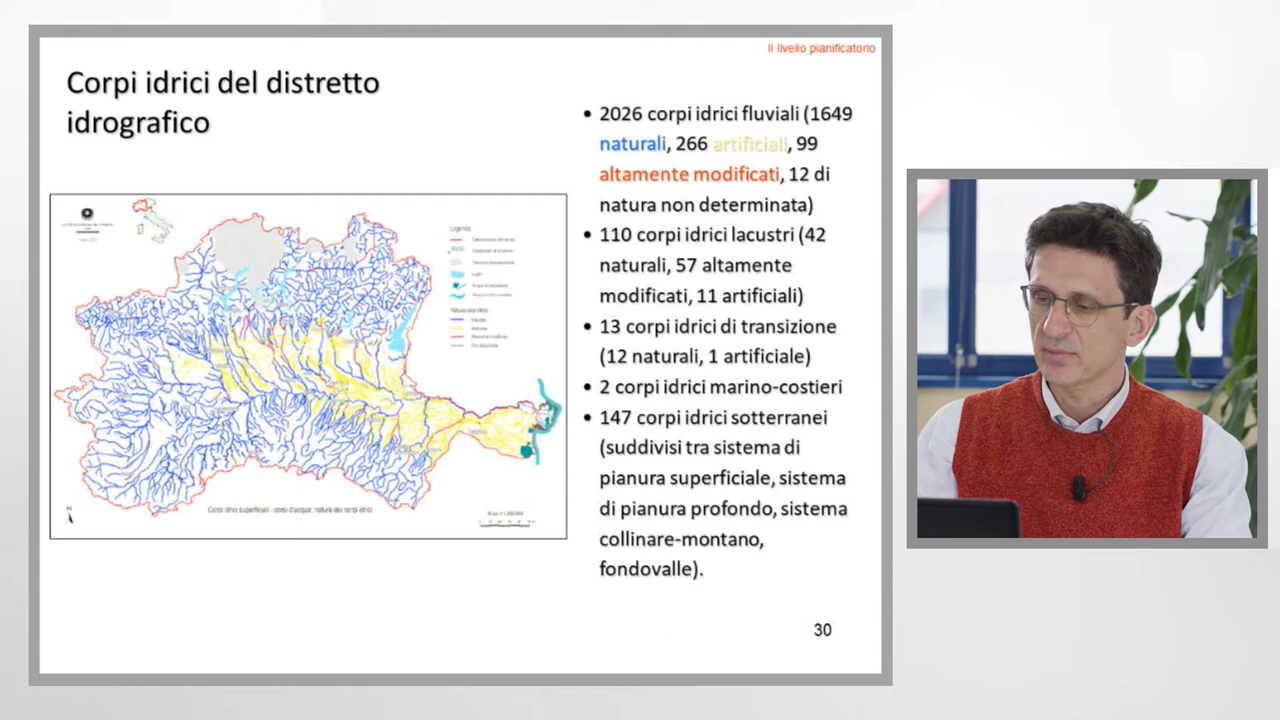 Il livello pianificatorio
Corpi idrici del distretto
idrografico
• 2026 corpi idrici fluviali (1649
naturali, 266 artificiali, 99
altamente modificati, 12 di
natura non determinata)
• 110 corpi idrici lacustri (42
naturali, 57 altamente
modificati, 11 artificiali)
• 13 corpi idrici di transizione
(12 naturali, 1 artificiale)
• 2 corpi idrici marino-costieri
• 147 corpi idrici sotterranei
(suddivisi tra sistema di
pianura superficiale, sistema
di pianura profondo, sistema
collinare-montano,
fondovalle).
Legenda
Laghi
N
Corpi idrici superficiali - corsi d'acqua: natura dei corpi idrici
30